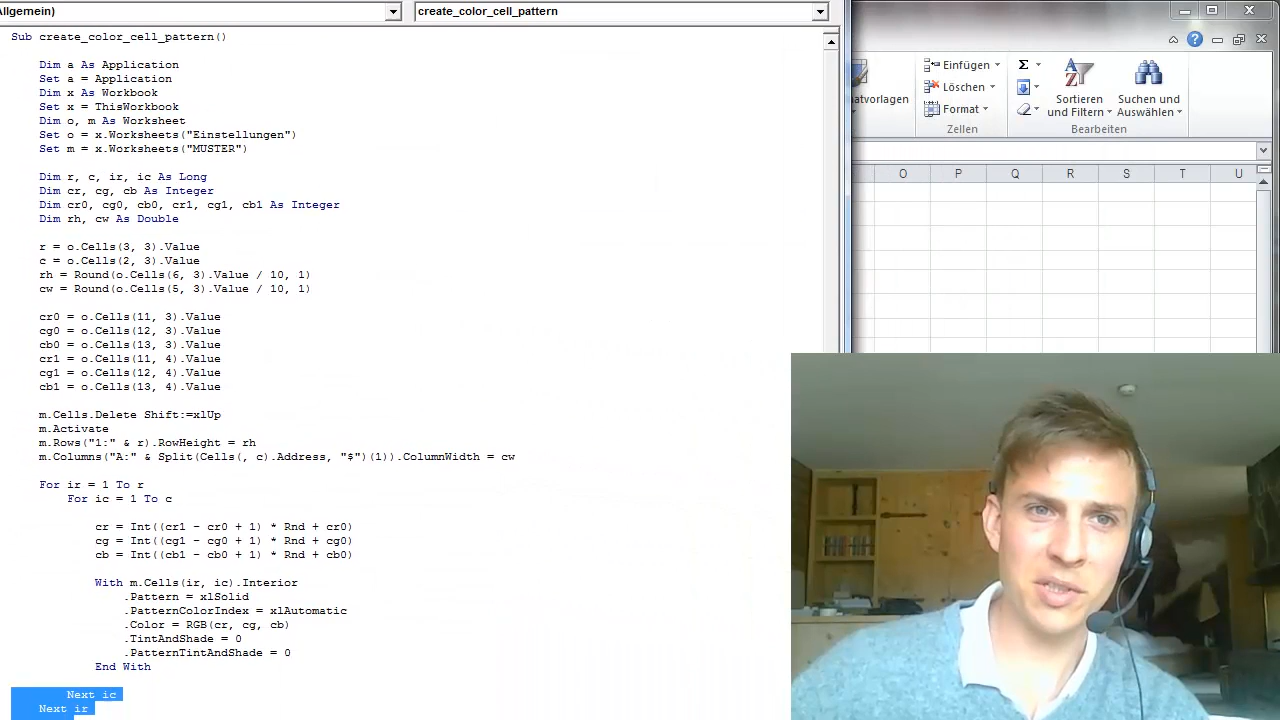 Allgemein)
create_color_cell_pattern
Sub create_color_cell_pattern()
Dim a As Application
Set a = Application
Dim x As Workbook
Set x = ThisWorkbook
Dim o, m As Worksheet
Set o = x.Worksheets("Einstellungen")
Set m = x.Worksheets("MUSTER")
Dim r, c, ir, ic As Long
Dim cr, cg, cb As Integer
Dim cr0, cg0, cb0, cr1, cg1, cb1 As Integer
Dim rh, cw As Double
r = o.Cells(3, 3).Value
c = o.Cells(2, 3).Value
rh = Round(o.Cells(6, 3).Value / 10, 1)
cw = Round(o.Cells(5, 3).Value / 10, 1)
cr0 = o.Cells(11, 3).Value
cg0 = o.Cells(12, 3).Value
cb0 = o.Cells(13, 3).Value
cr1 = o.Cells(11, 4).Value
cg1 = o.Cells(12, 4).Value
cb1 = o.Cells(13, 4).Value
m.Cells.Delete Shift:=xlUp
m.Activate
m.Rows("1:" & r).RowHeight = rh
m.Columns("A:" & Split(Cells(, c).Address, "$")(1)).ColumnWidth = cw
For ir = 1 To r
For ic = 1 To c
cr = Int((cr1 - cr0 + 1) * Rnd + cr0)
cg = Int((cg1 - cg0 + 1) * Rnd + cg0)
cb = Int((cb1 - cb0 + 1) * Rnd + cb0)
With m.Cells(ir, ic).Interior
.Pattern = xlSolid
.PatternColorIndex = xlAutomatic
.Color = RGB(cr, cg, cb)
.TintAndShade = 0
.PatternTintAndShade = 0
End With
Next ic
Next ir
atvorlagen
Einfügen
Löschen
Format
Zellen
Σ
Sortieren
und Filtern
Suchen und
Auswählen
Bearbeiten
O P Q R S T U